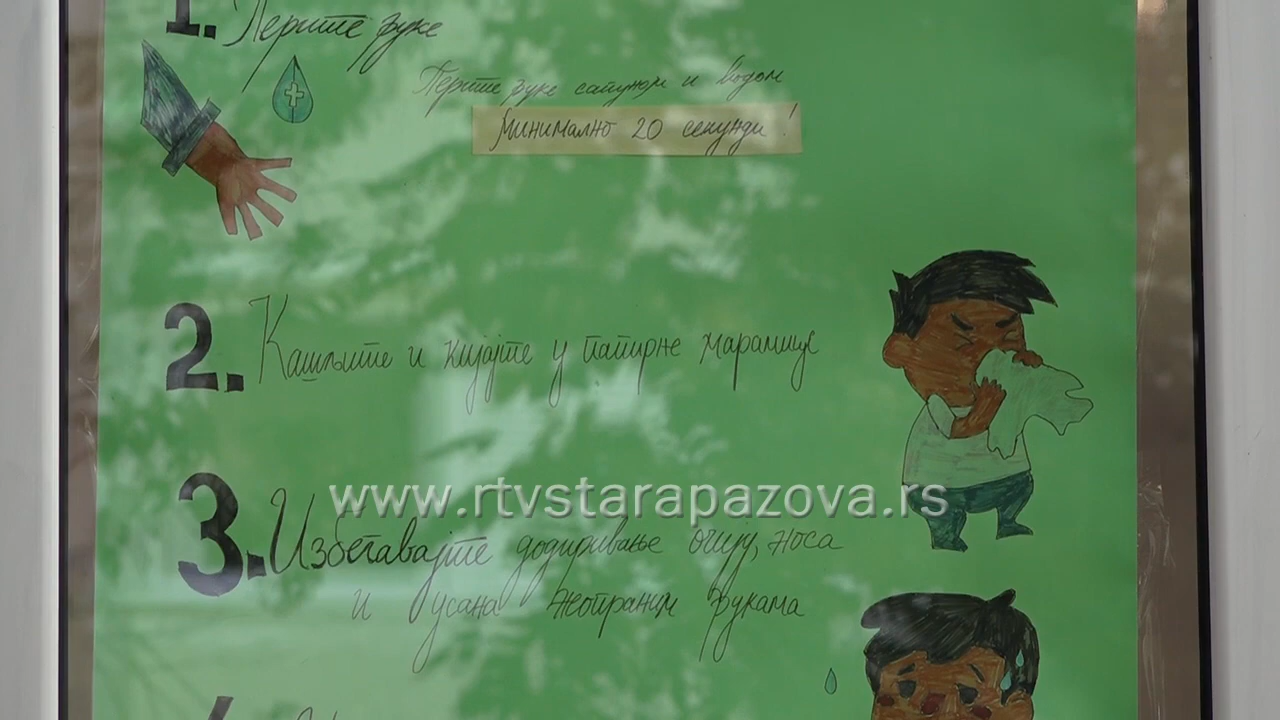 1. Перите руке
Перите руке сапуном и водом
Минимално 20 секунди!
2. Кашљите и кијајте у папирне марамице
3. Избегавајте додиривање очију, носа
и усана неопраним рукама
www.rtvstarapazova.rs